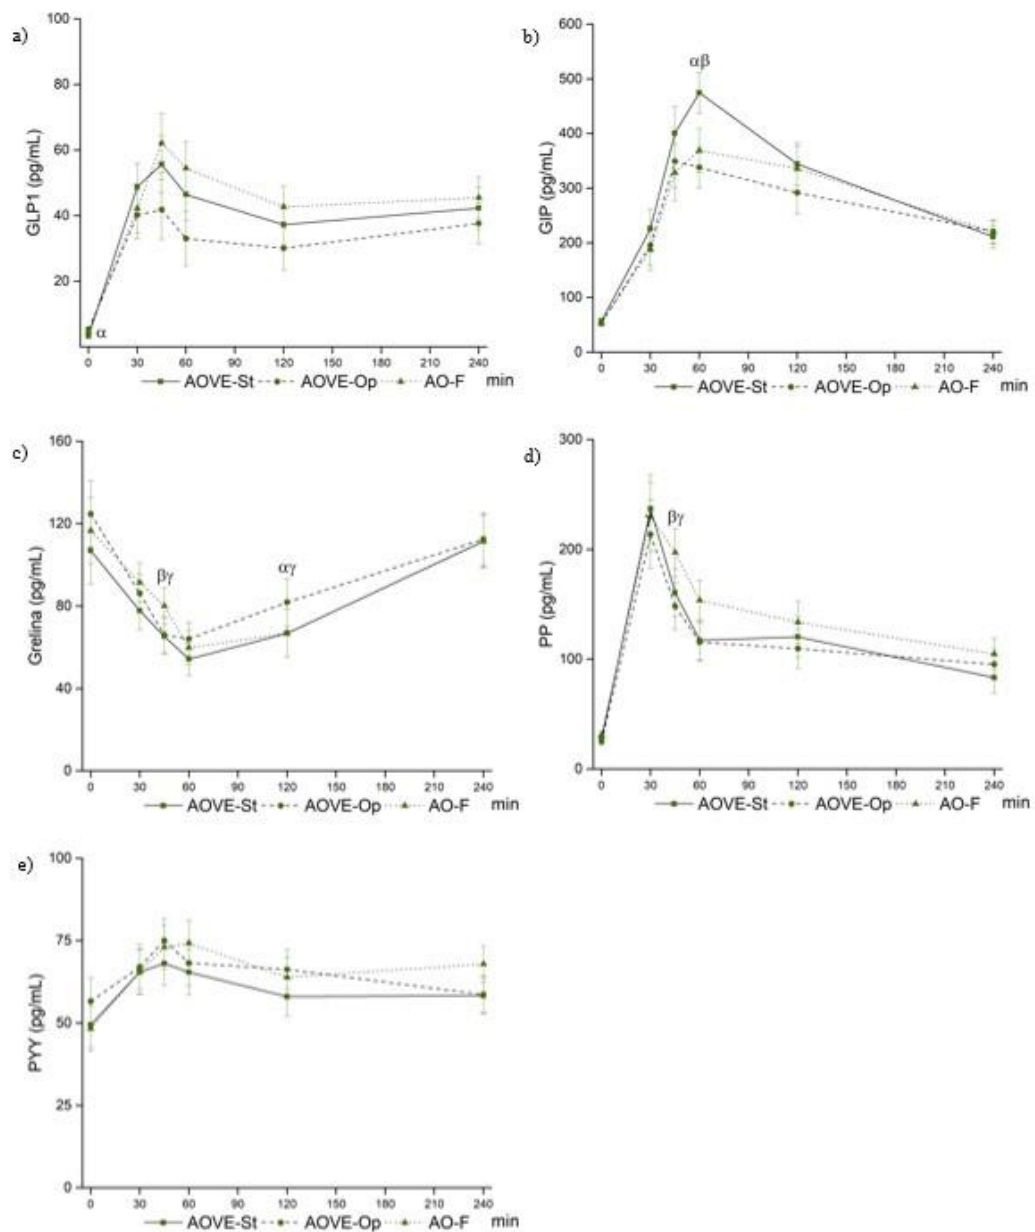 a)
100
80
60
40
20
GLP1 (pg/mL)
α
0 30 60 90 120 150 180 210 240
AOVE-St AOVE-Op AO-F min
b)
600
500
400
300
200
100
0
GIP (pg/mL)
αβ
0 30 60 90 120 150 180 210 240
AOVE-St AOVE-Op AO-F min
c)
160
120
80
40
0
Grelina (pg/mL)
βγ
αγ
0 30 60 90 120 150 180 210 240
AOVE-St AOVE-Op AO-F min
d)
300
200
100
0
PP (pg/mL)
βγ
0 30 60 90 120 150 180 210 240
AOVE-St AOVE-Op AO-F min
e)
100
75
50
25
0
PYY (pg/mL)
0 30 60 90 120 150 180 210 240
AOVE-St AOVE-Op AO-F min